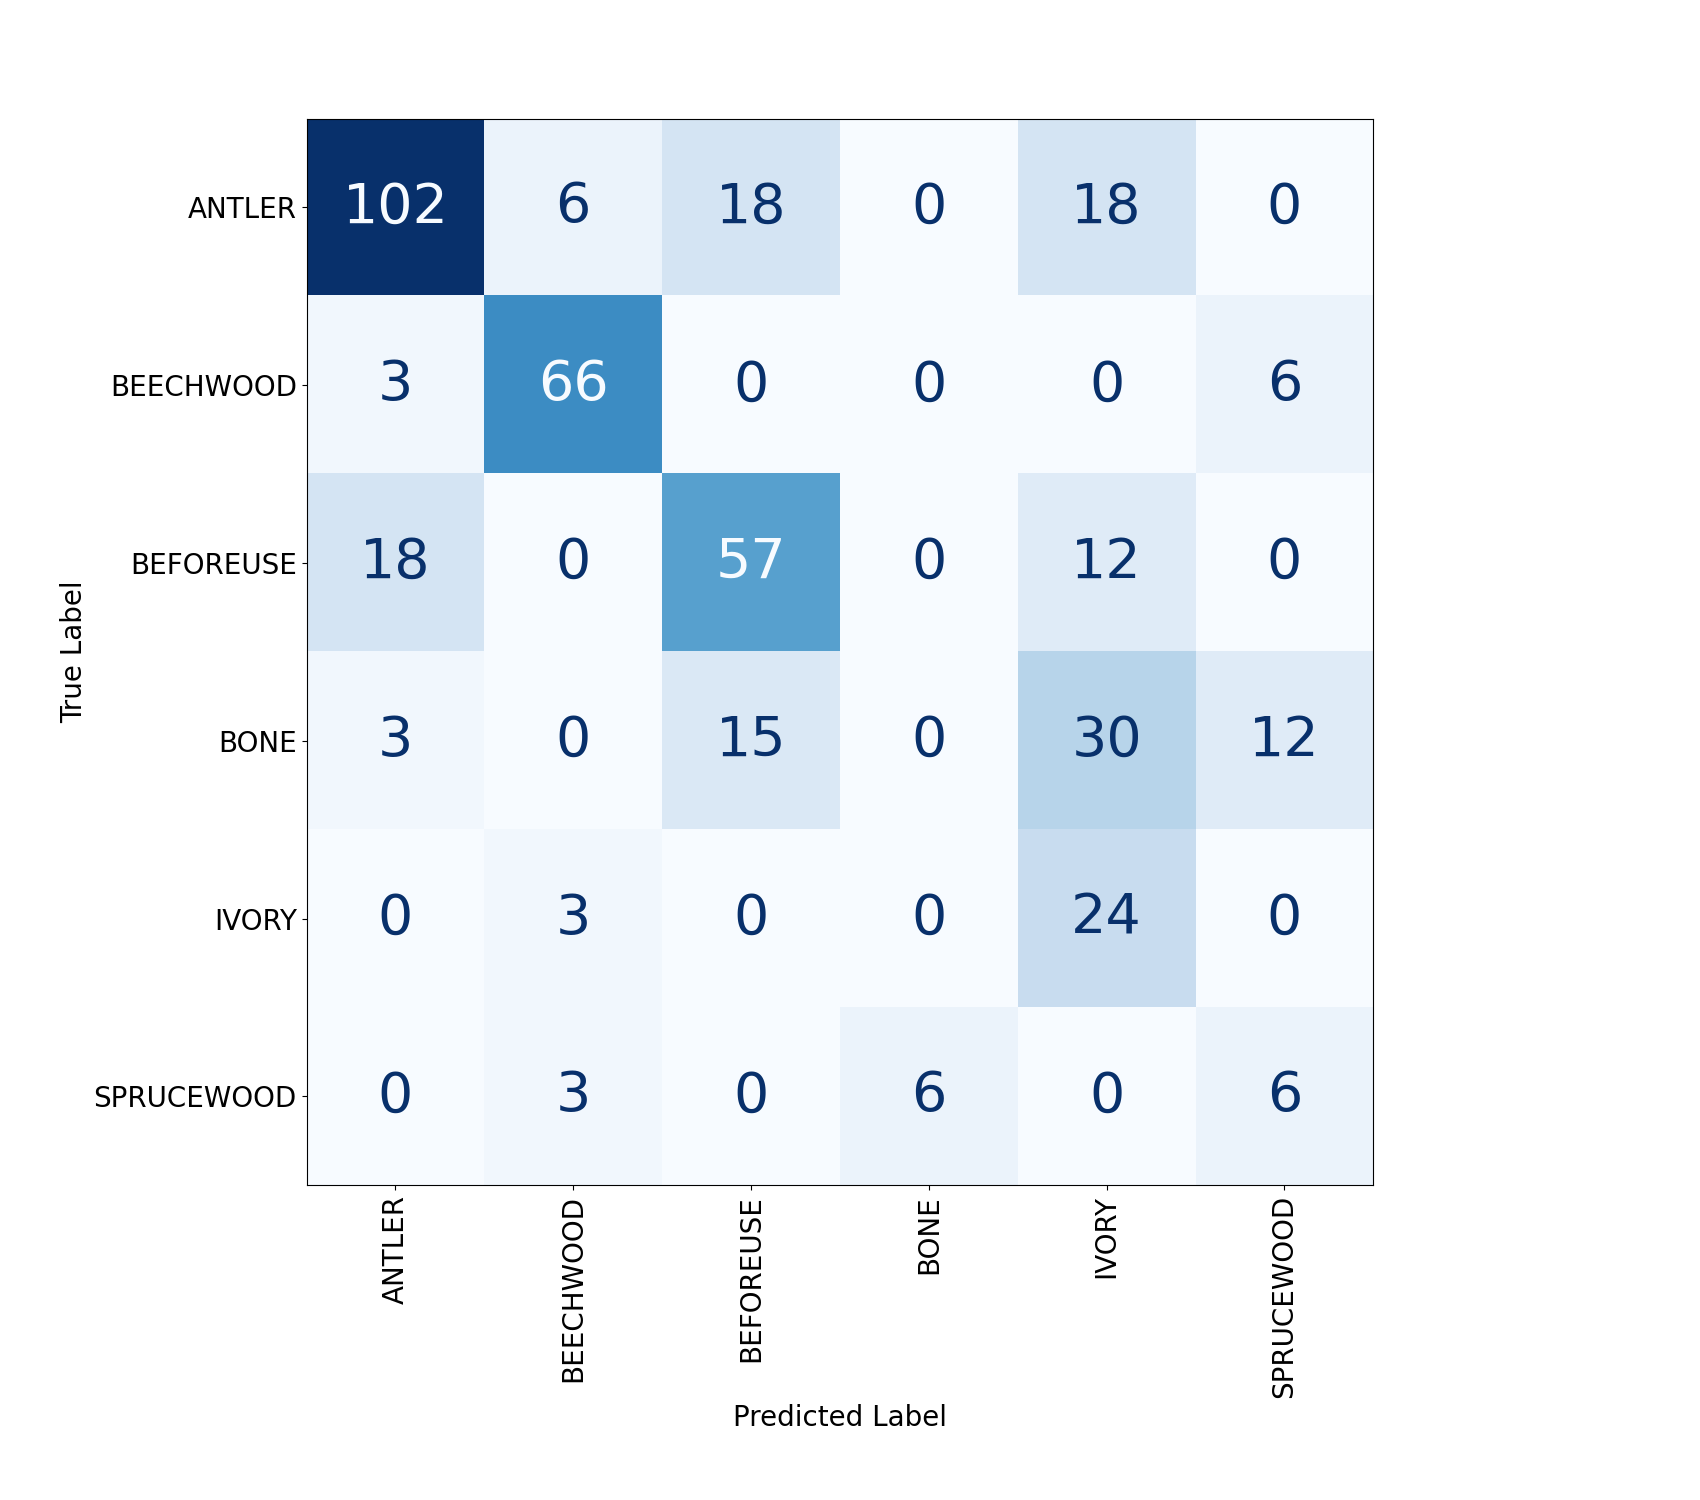 ANTLER 102 6 18 0 18 0
BEECHWOOD 3 66 0 0 0 6
BEFOREUSE 18 0 57 0 12 0
BONE 3 0 15 0 30 12
IVORY 0 3 0 0 24 0
SPRUCEWOOD 0 3 0 6 0 6
True Label
ANTLER
BEECHWOOD
BEFOREUSE
BONE
IVORY
SPRUCEWOOD
Predicted Label